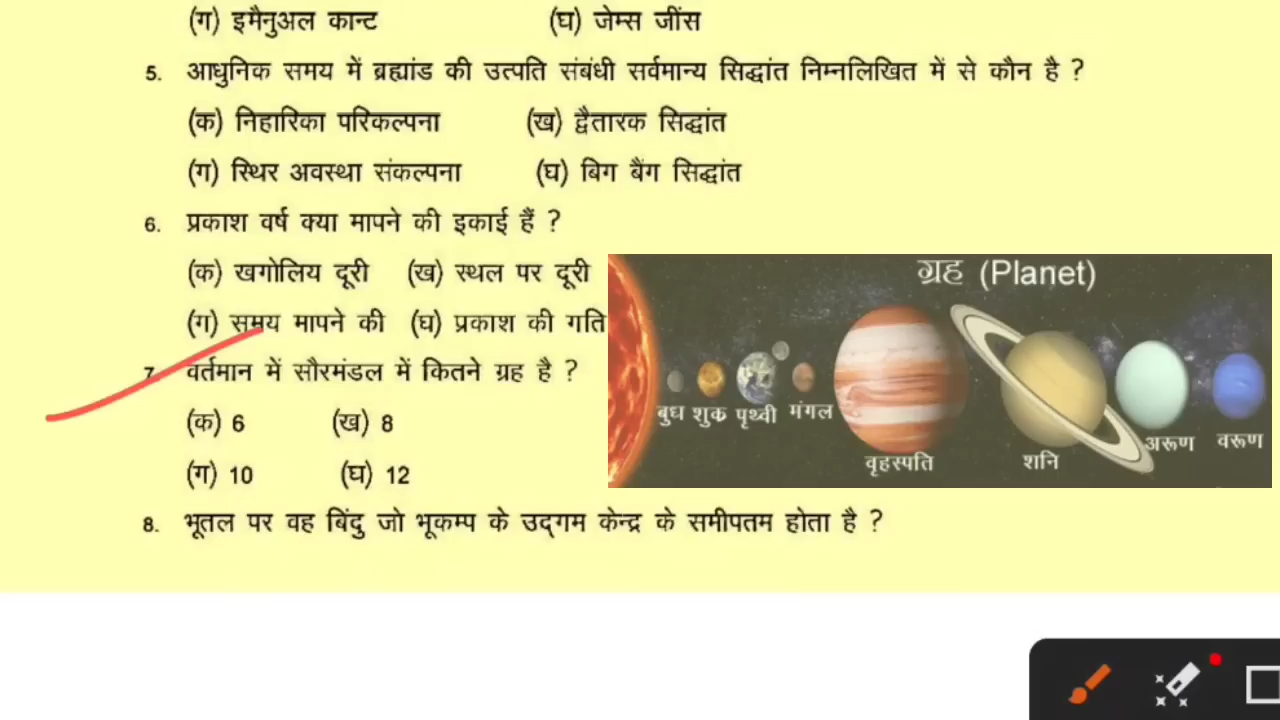 (ग) इमैनुअल कान्ट (घ) जेम्स जींस
5. आधुनिक समय में ब्रह्यांड की उत्पति संबंधी सर्वमान्य सिद्धांत निम्नलिखित में से कौन है ?
(क) निहारिका परिकल्पना (ख) द्वैतारक सिद्धांत
(ग) स्थिर अवस्था संकल्पना (घ) बिग बैंग सिद्धांत
6. प्रकाश वर्ष क्या मापने की इकाई हैं ?
(क) खगोलिय दूरी (ख) स्थल पर दूरी
(ग) समय मापने की (घ) प्रकाश की गति
7. वर्तमान में सौरमंडल में कितने ग्रह है ?
(क) 6 (ख) 8
(ग) 10 (घ) 12
8. भूतल पर वह बिंदु जो भूकम्प के उद्गम केन्द्र के समीपतम होता है ?
ग्रह (Planet)
बुध शुक्र पृथ्वी मंगल
वृहस्पति शनि अरूण वरूण